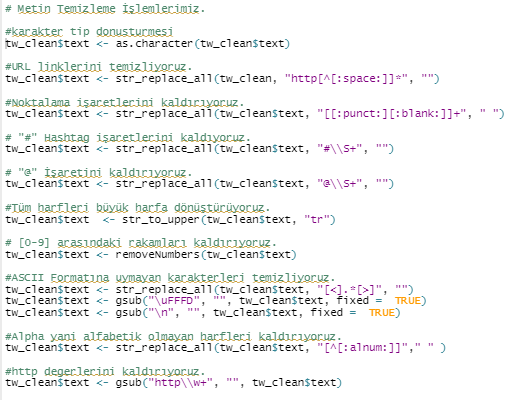 # Metin Temizleme İşlemlerimiz.
#karakter tip donusturmesi
tw_clean$text <- as.character(tw_clean$text)
#URL linklerini temizliyoruz.
tw_clean$text <- str_replace_all(tw_clean, "http[^[:space:]]*", "")
#Noktalama işaretlerini kaldırıyoruz.
tw_clean$text <- str_replace_all(tw_clean$text, "[[:punct:][:blank:]]+", " ")
# "#" Hashtag işaretlerini kaldıyoruz.
tw_clean$text <- str_replace_all(tw_clean$text, "#\\S+", "")
# "@" İşaretini kaldırıyoruz.
tw_clean$text <- str_replace_all(tw_clean$text, "@\\S+", "")
#Tüm harfleri büyük harfa dönüştürüyoruz.
tw_clean$text  <- str_to_upper(tw_clean$text, "tr")
# [0-9] arasındaki rakamları kaldırıyoruz.
tw_clean$text <- removeNumbers(tw_clean$text)
#ASCII Formatına uymayan karakterleri temizliyoruz.
tw_clean$text <- str_replace_all(tw_clean$text, "[<].*[>]", "")
tw_clean$text <- gsub("\uFFFD", "", tw_clean$text, fixed =  TRUE)
tw_clean$text <- gsub("\n", "", tw_clean$text, fixed =  TRUE)
#Alpha yani alfabetik olmayan harfleri kaldırıyoruz.
tw_clean$text <- str_replace_all(tw_clean$text, "[^[:alnum:]]"," " )
#http degerlerini kaldırıyoruz.
tw_clean$text <- gsub("http\\w+", "", tw_clean$text)